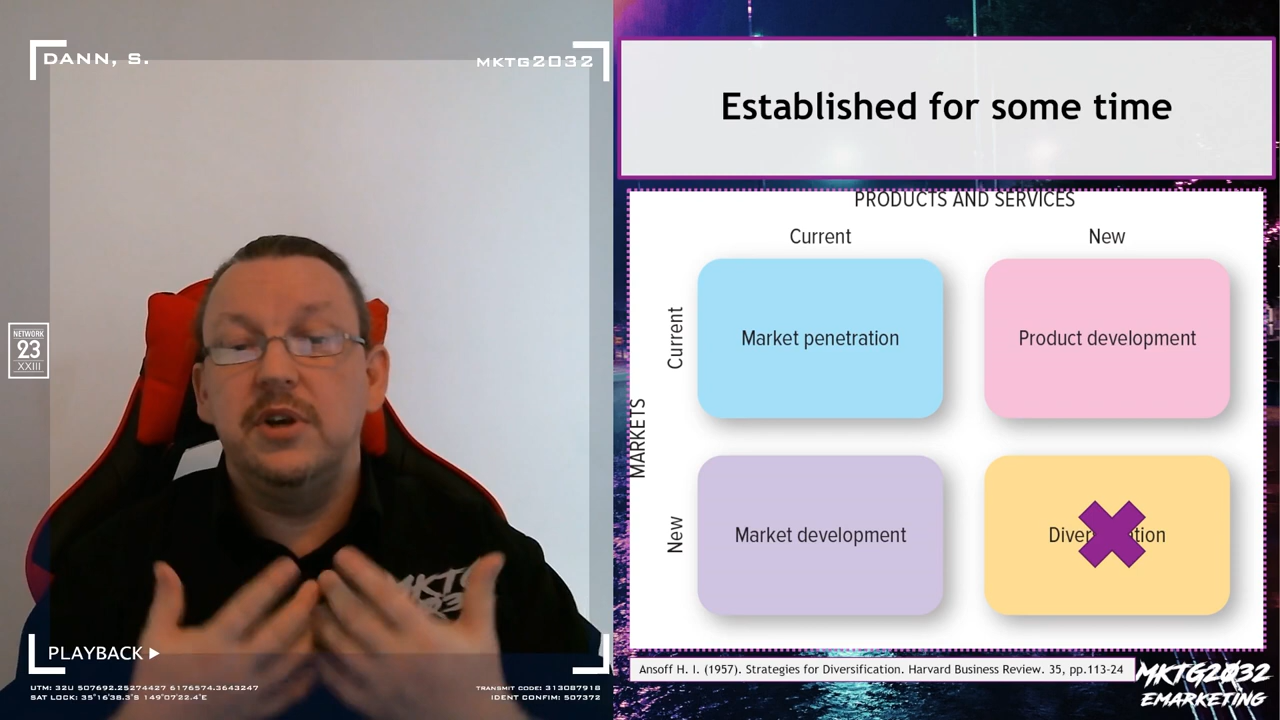 DANN, S.
MKTG2032
NETWORK
23
XXIII
PLAYBACK
UTM: 32U 507692.25274427 6176574.3643247
SAT LOCK: 35°16'38.3"S 149°07'22.4"E
TRANSMIT CODE: 313087918
IDENT CONFIM: 507372
Established for some time
PRODUCTS AND SERVICES
Current New
MARKETS
Current
Market penetration Product development
New
Market development
Ansoff H. I. (1957). Strategies for Diversification. Harvard Business Review. 35, pp.113-24
MKTG2032
EMARKETING